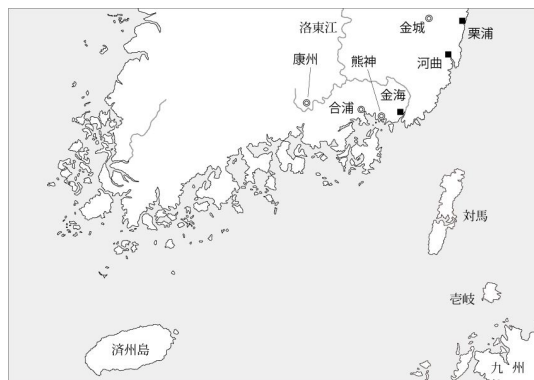 洛東江
金城
栗浦
康州
熊神
河曲
合浦
金海
対馬
壱岐
済州島
九 州